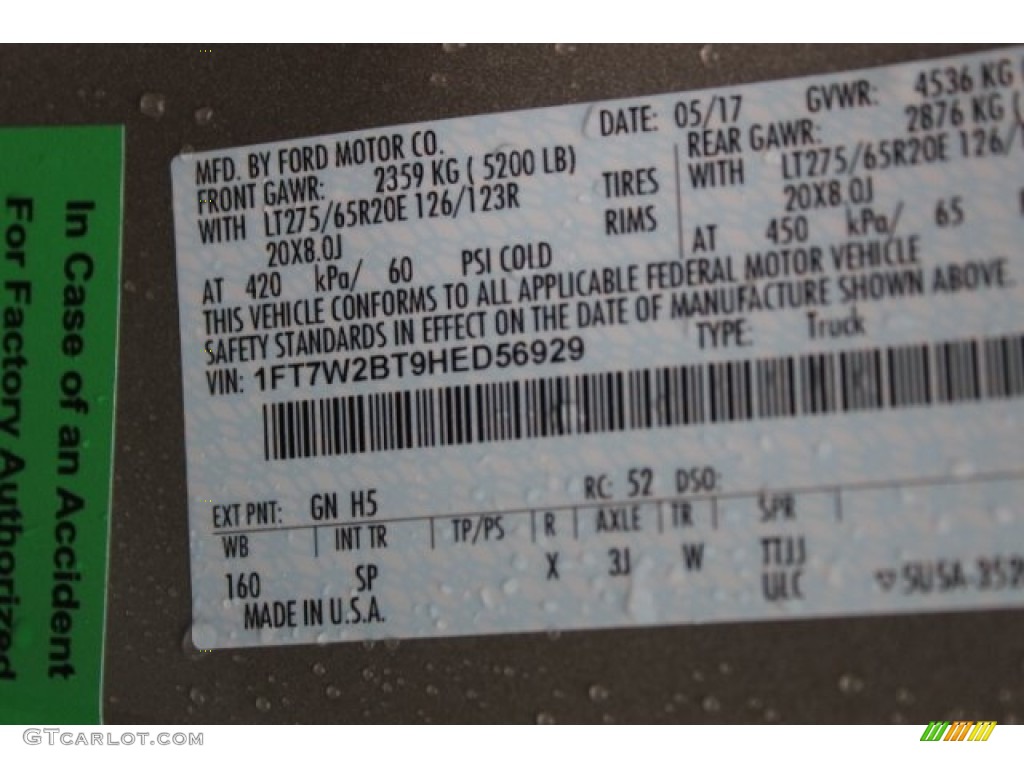 In Case of an Accident
For Factory Authorized
MFD. BY FORD MOTOR CO. DATE: 05/17 GVWR: 4536 KG
FRONT GAWR: 2359 KG ( 5200 LB) REAR GAWR: 2876 KG (
WITH LT275/65R20E 126/123R TIRES WITH LT275/65R20E 126/
20X8.0J RIMS 20X8.0J
AT 420 kPa/ 60 PSI COLD AT 450 kPa/ 65
THIS VEHICLE CONFORMS TO ALL APPLICABLE FEDERAL MOTOR VEHICLE
SAFETY STANDARDS IN EFFECT ON THE DATE OF MANUFACTURE SHOWN ABOVE.
VIN: 1FT7W2BT9HED56929 TYPE: Truck
EXT PNT: GN H5 RC: 52 DSO:
WB INT TR TP/PS R AXLE TR SPR
160 SP X 3J W TTJJ
ULC
MADE IN U.S.A.
GTCARLOT.COM